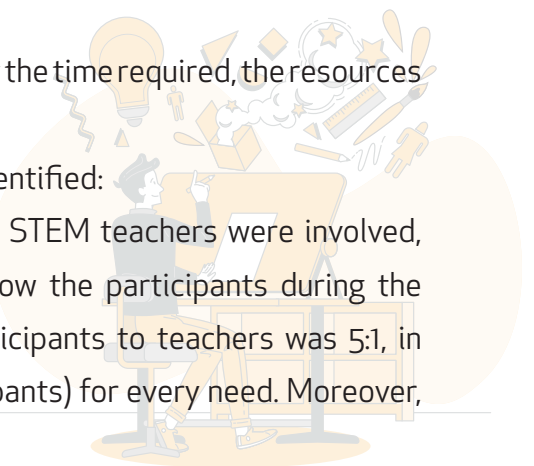 the time required, the resources
entified:
STEM teachers were involved,
ow the participants during the
icipants to teachers was 5:1, in
pants) for every need. Moreover,